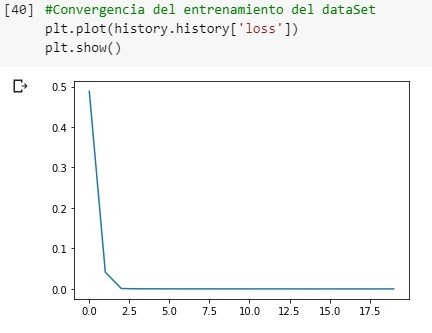 [40] #Convergencia del entrenamiento del dataSet
plt.plot(history.history['loss'])
plt.show()
0.5
0.4
0.3
0.2
0.1
0.0
0.0 2.5 5.0 7.5 10.0 12.5 15.0 17.5